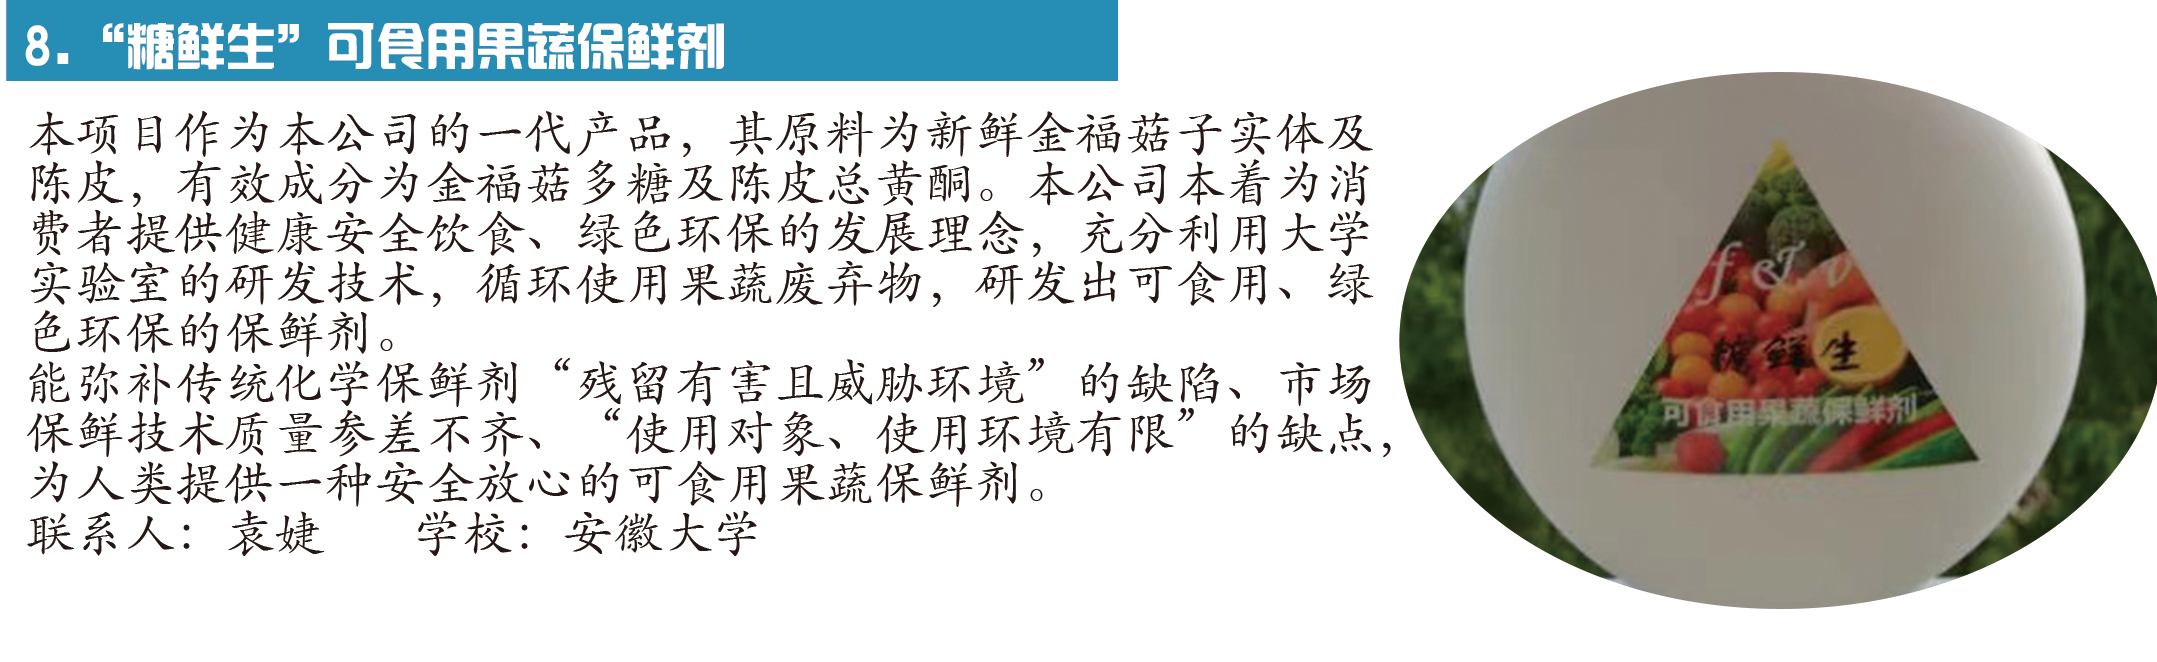 8. “糖鲜生”可食用果蔬保鲜剂
本项目作为本公司的一代产品，其原料为新鲜金福菇子实体及
陈皮，有效成分为金福菇多糖及陈皮总黄酮。本公司本着为消
费者提供健康安全饮食、绿色环保的发展理念，充分利用大学
实验室的研发技术，循环使用果蔬废弃物，研发出可食用、绿
色环保的保鲜剂。
能弥补传统化学保鲜剂“残留有害且威胁环境”的缺陷、市场
保鲜技术质量参差不齐、“使用对象、使用环境有限”的缺点，
为人类提供一种安全放心的可食用果蔬保鲜剂。
联系人：袁婕 学校：安徽大学
f & v
糖鲜生
可食用果蔬保鲜剂